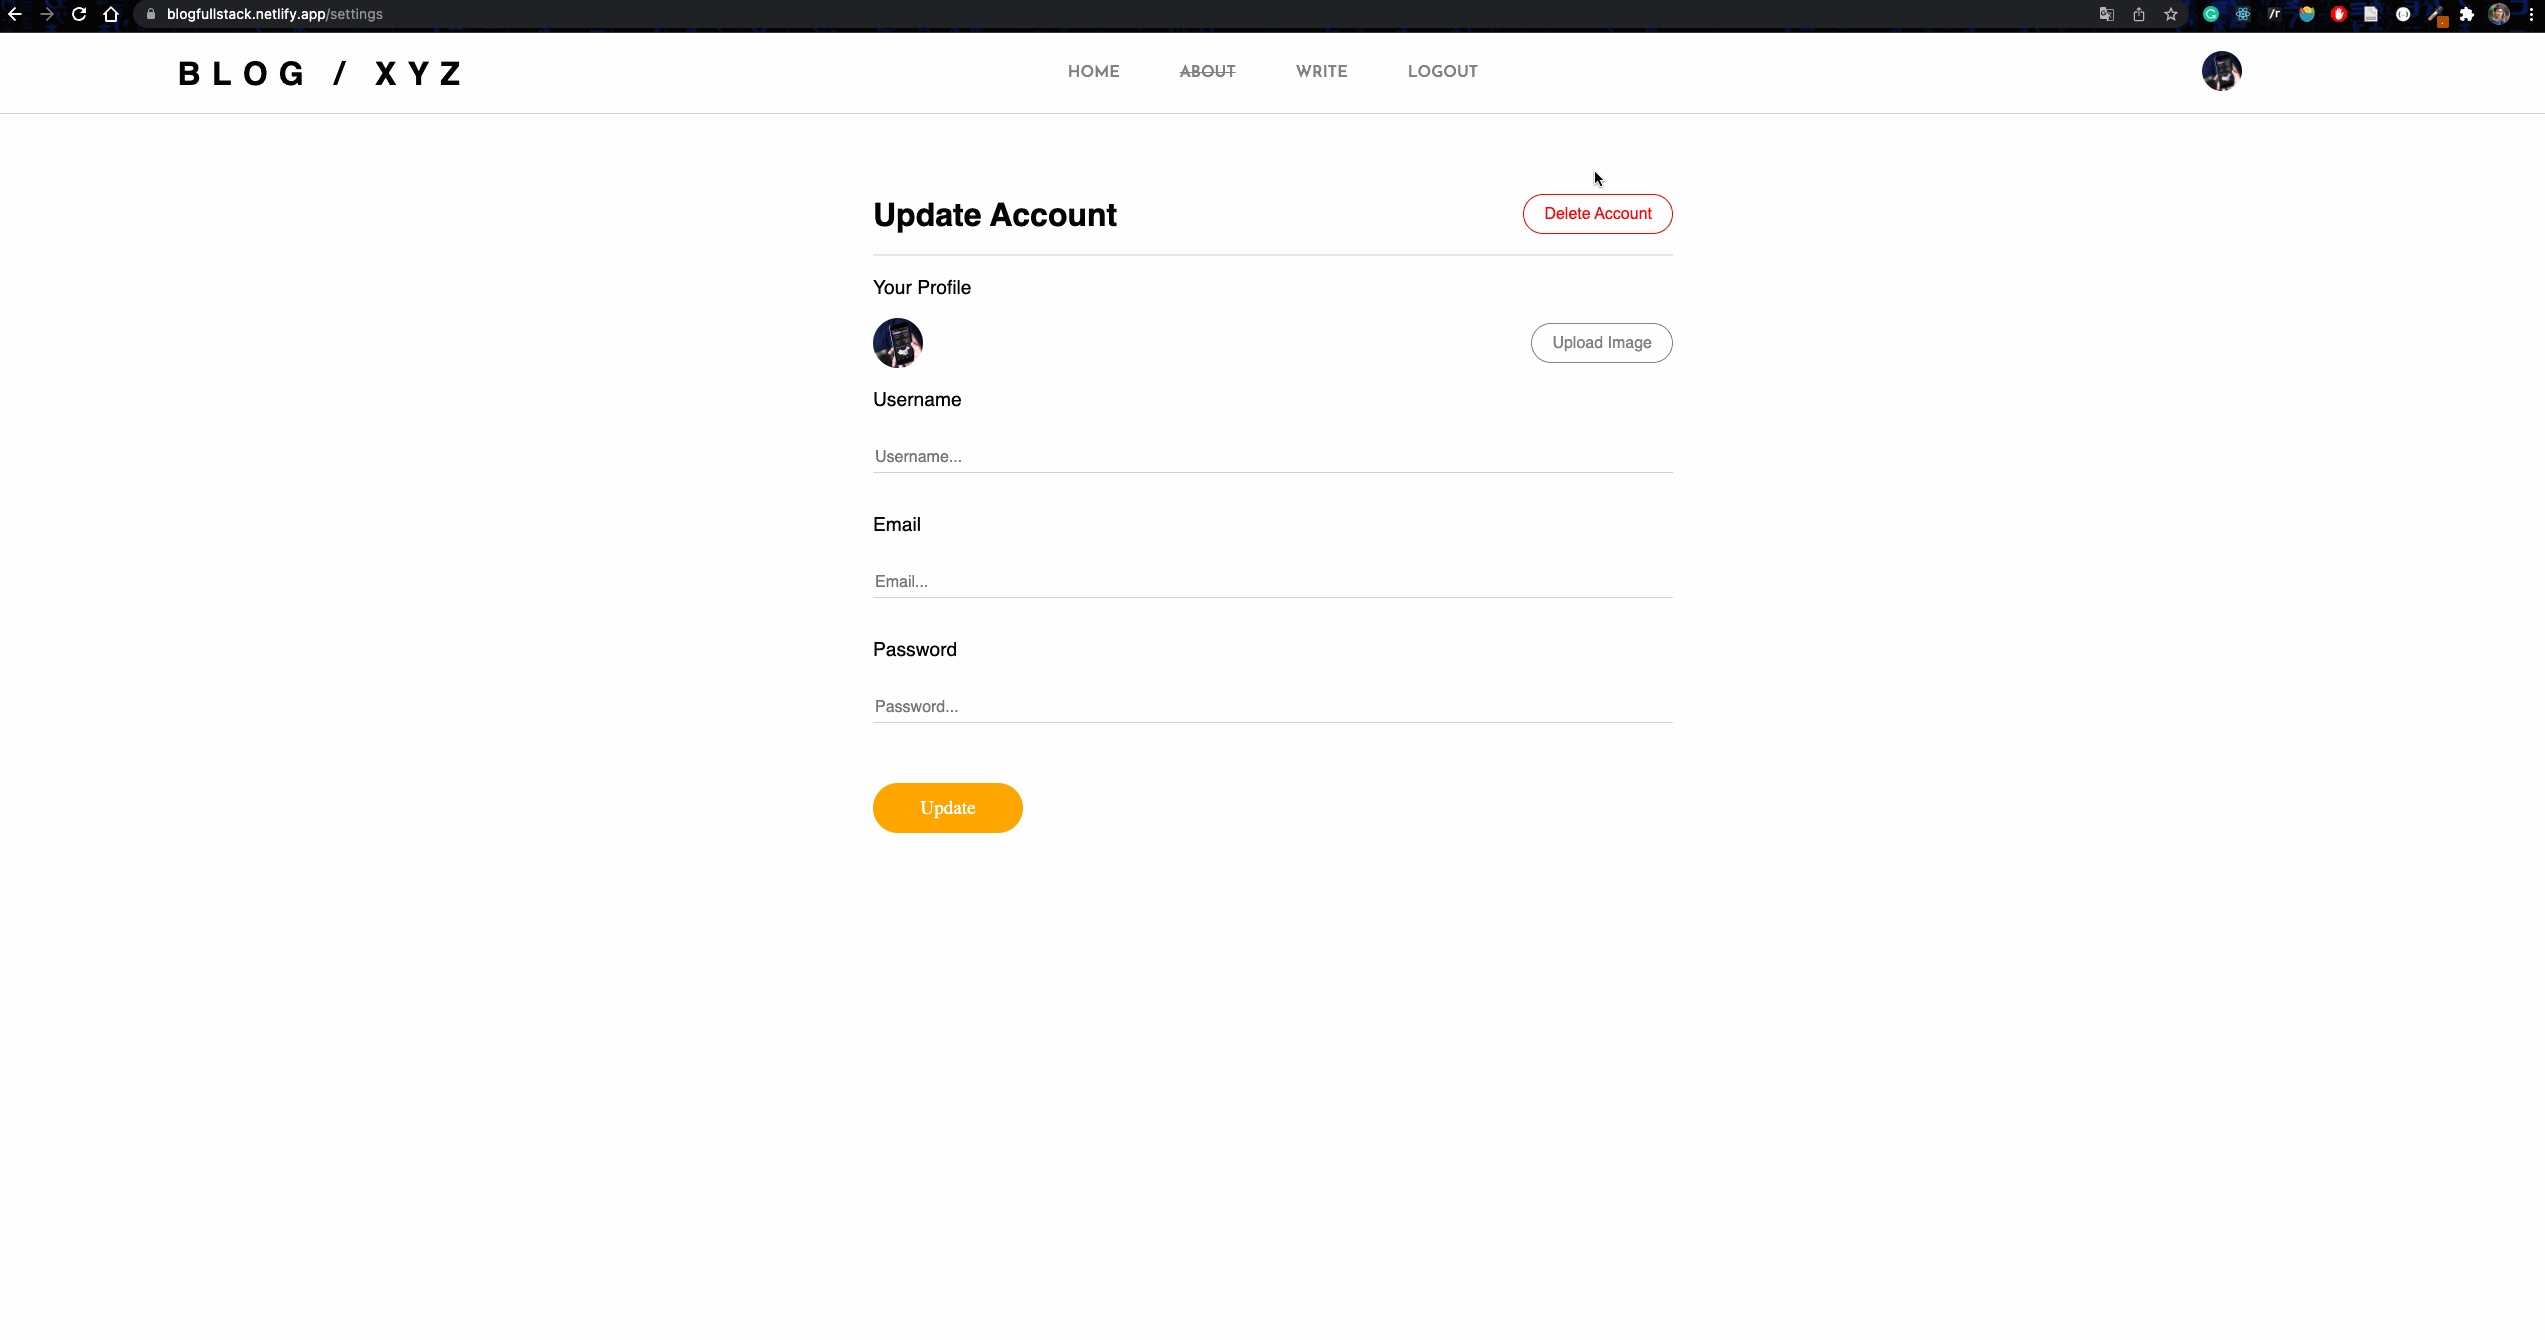 blogfullstack.netlify.app/settings
BLOG / XYZ
HOME ABOUT WRITE LOGOUT
Update Account
Delete Account
Your Profile
Upload Image
Username
Username...
Email
Email...
Password
Password...
Update